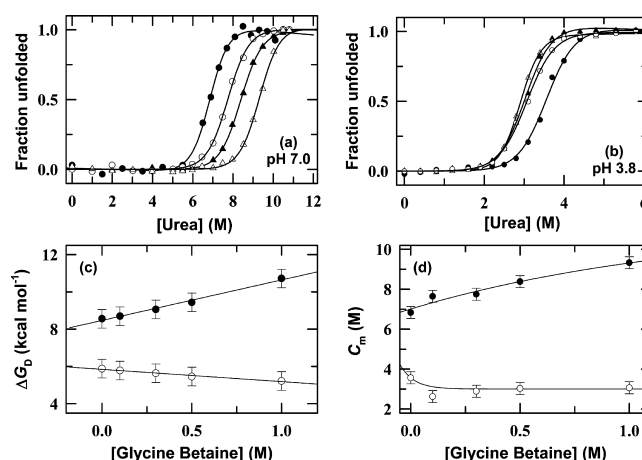 Fraction unfolded
1.0
0.5
0.0
(a)
pH 7.0
0 2 4 6 8 10 12
[Urea] (M)
Fraction unfolded
1.0
0.5
0.0
(b)
pH 3.8
0 2 4 6
[Urea] (M)
ΔG_D (kcal mol⁻¹)
12
8
4
(c)
0.0 0.5 1.0
[Glycine Betaine] (M)
C_m (M)
10
8
6
4
2
(d)
0.0 0.5 1.0
[Glycine Betaine] (M)